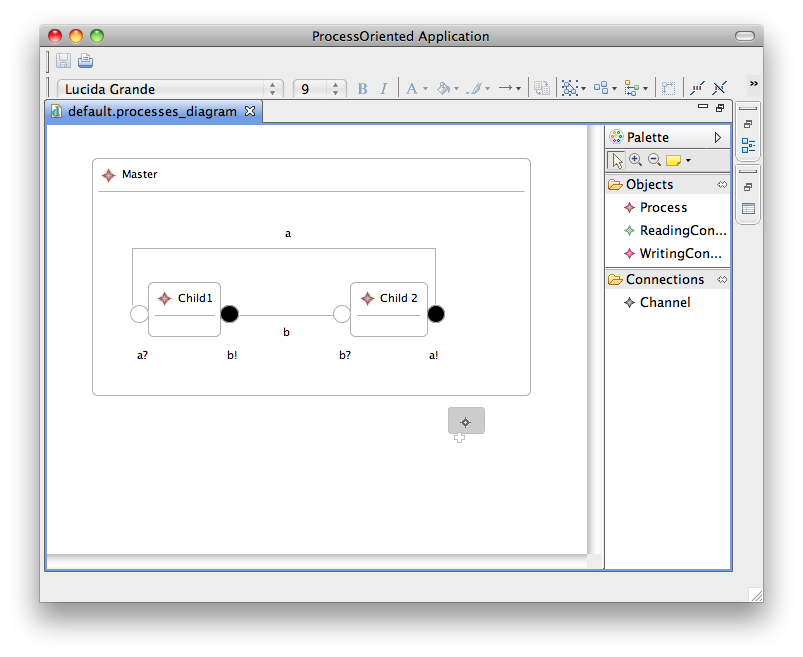 ProcessOriented Application
Lucida Grande 9 B I A »
default.processes_diagram
Palette
Objects
Process
ReadingCon...
WritingCon...
Connections
Channel
Master
a
Child1 Child 2
b
a? b! b? a!